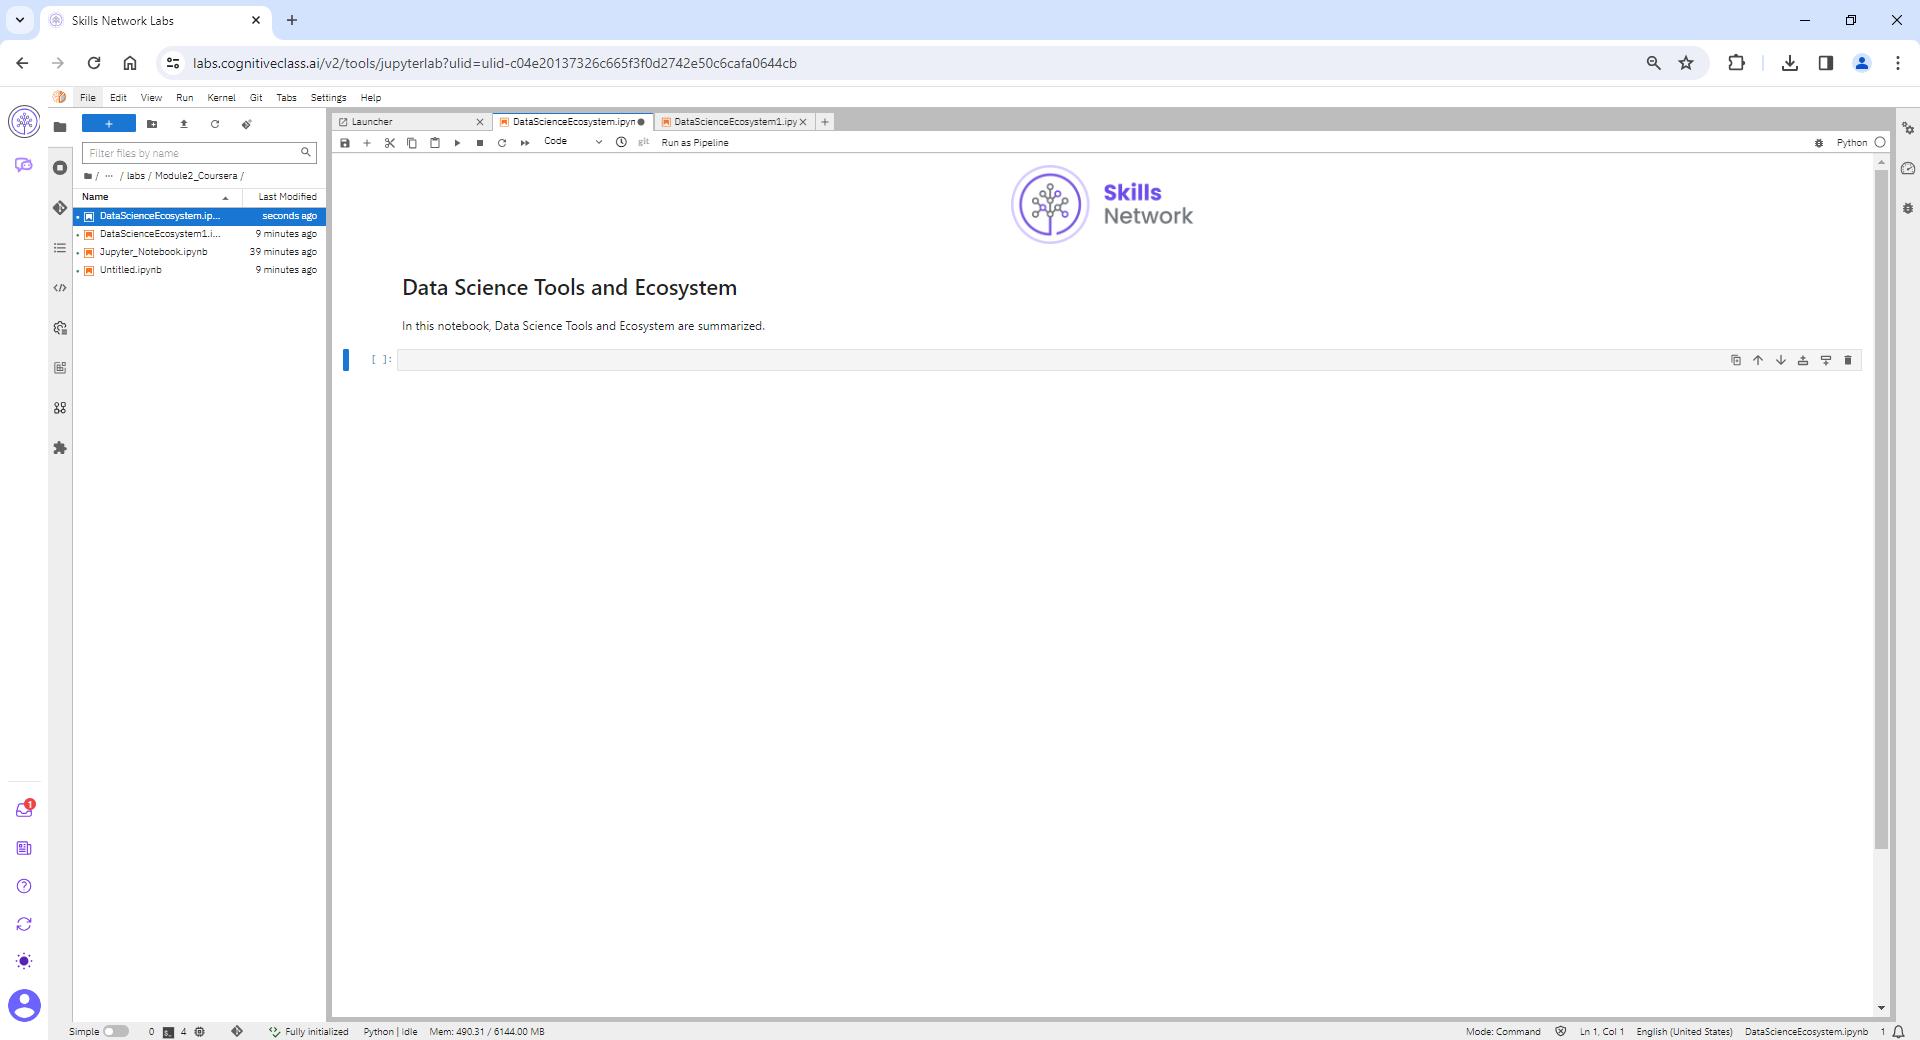 Skills Network Labs
labs.cognitiveclass.ai/v2/tools/jupyterlab?ulid=ulid-c04e20137326c665f3f0d2742e50c6cafa0644cb
File Edit View Run Kernel Git Tabs Settings Help
Launcher
DataScienceEcosystem.ipyn
DataScienceEcosystem1.ipy
Code
git
Run as Pipeline
Python
Filter files by name
/ ... / labs / Module2_Coursera /
Name Last Modified
DataScienceEcosystem.ip... seconds ago
DataScienceEcosystem1.i... 9 minutes ago
Jupyter_Notebook.ipynb 39 minutes ago
Untitled.ipynb 9 minutes ago
Skills
Network
Data Science Tools and Ecosystem
In this notebook, Data Science Tools and Ecosystem are summarized.
[ ]:
1
Simple 0 4 Fully initialized Python | Idle Mem: 490.31 / 6144.00 MB
Mode: Command Ln 1, Col 1 English (United States) DataScienceEcosystem.ipynb 1